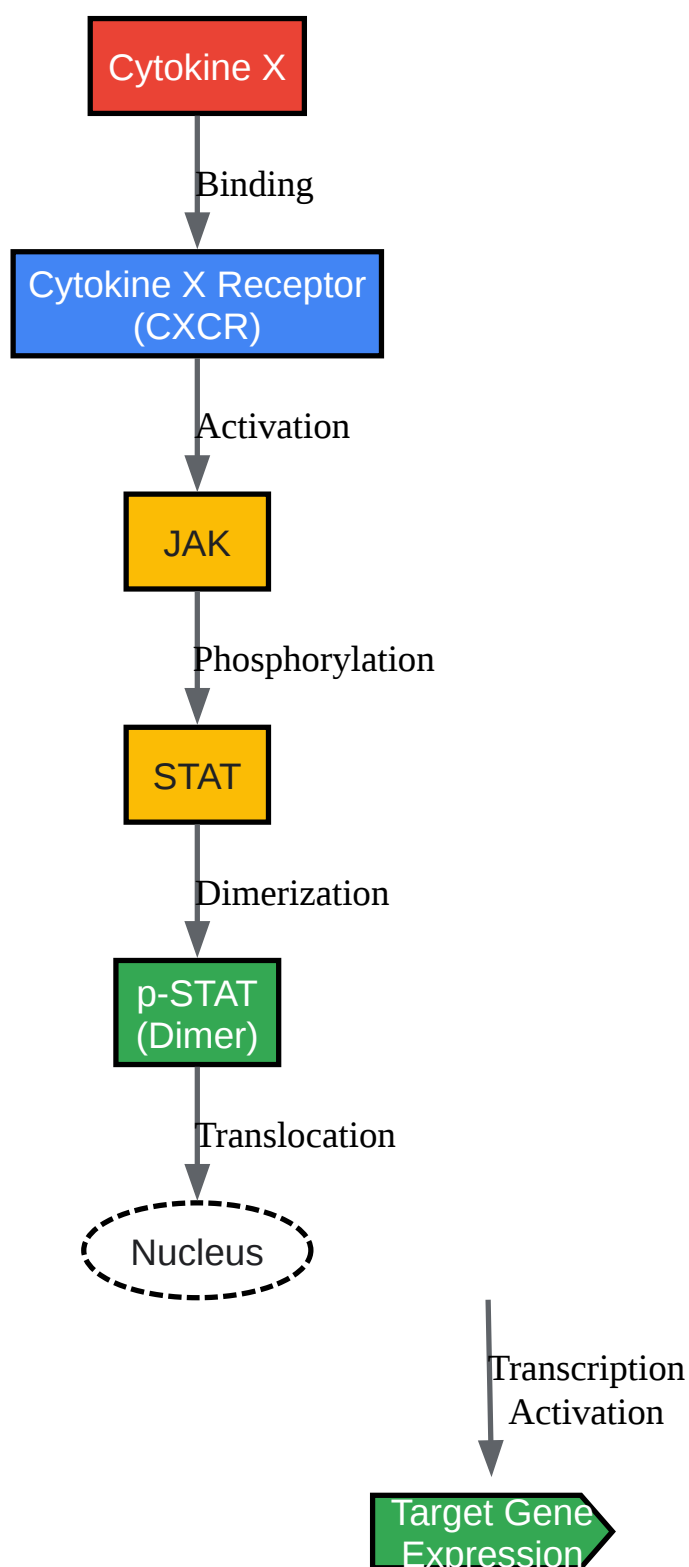 Cytokine X
Binding
Cytokine X Receptor
(CXCR)
Activation
JAK
Phosphorylation
STAT
Dimerization
p-STAT
(Dimer)
Translocation
Nucleus
Transcription
Activation
Target Gene
Expression